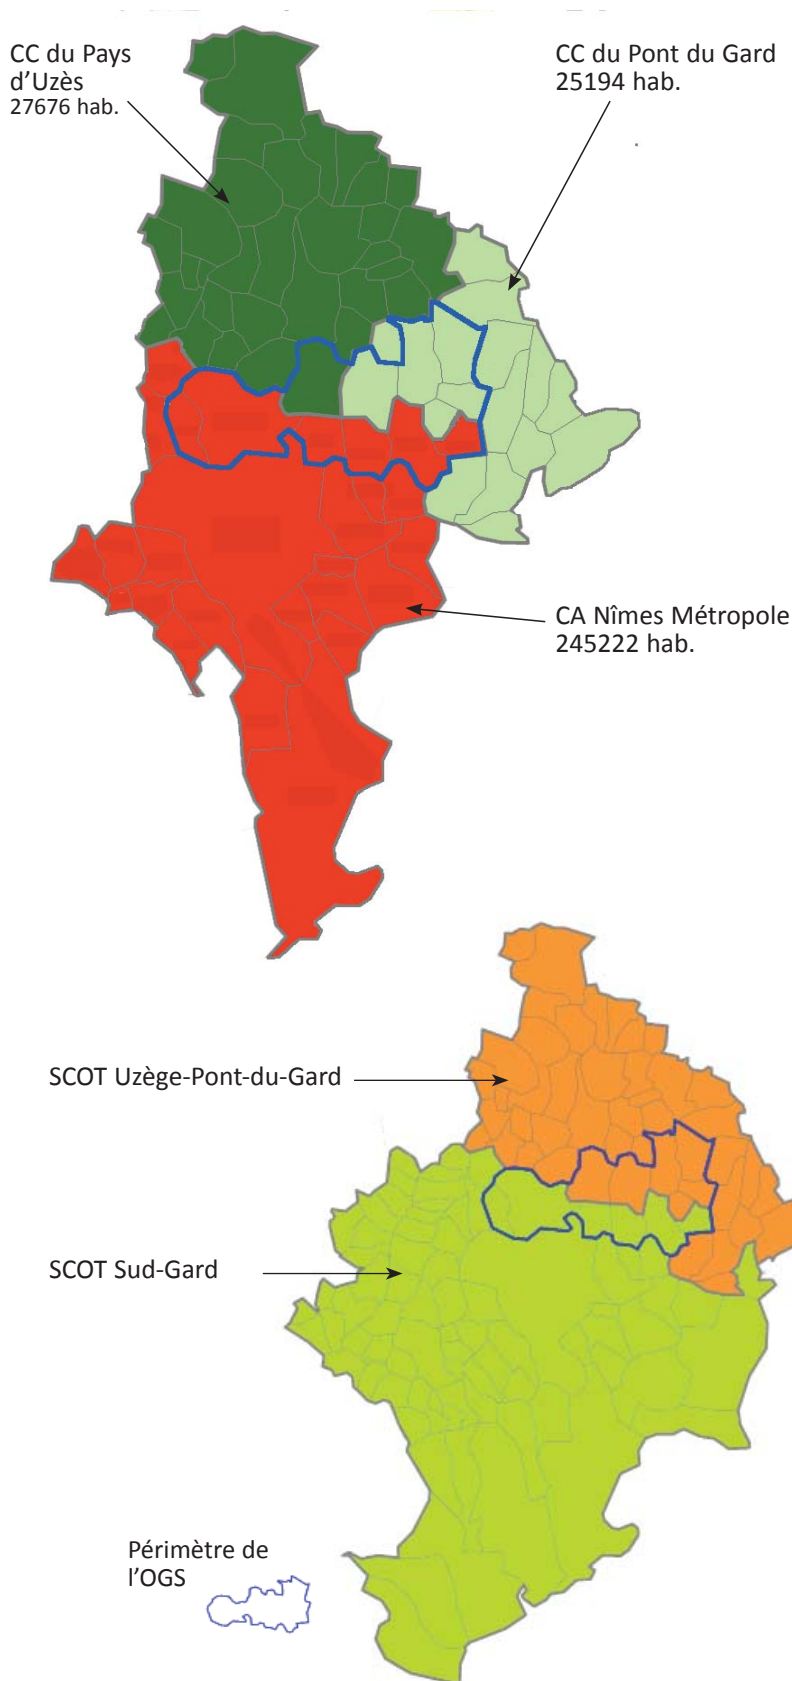 CC du Pays
d'Uzès
27676 hab.
CC du Pont du Gard
25194 hab.
CA Nîmes Métropole
245222 hab.
SCOT Uzège-Pont-du-Gard
SCOT Sud-Gard
Périmètre de
l'OGS